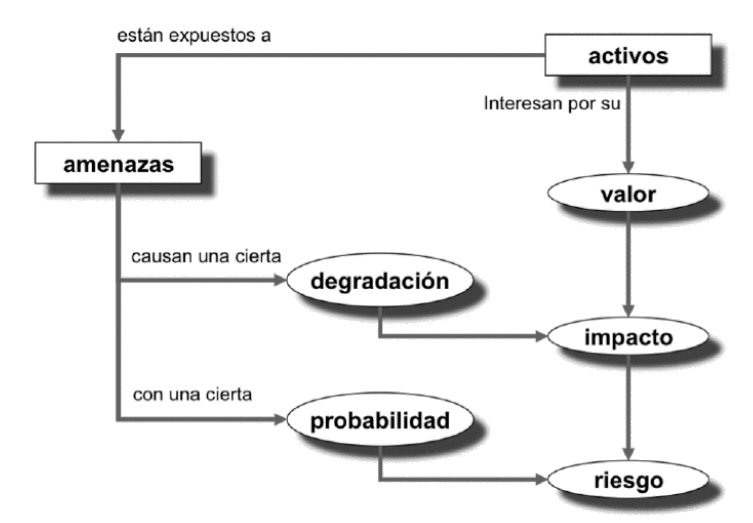 están expuestos a
activos
Interesan por su
amenazas
valor
causan una cierta
degradación
impacto
con una cierta
probabilidad
riesgo